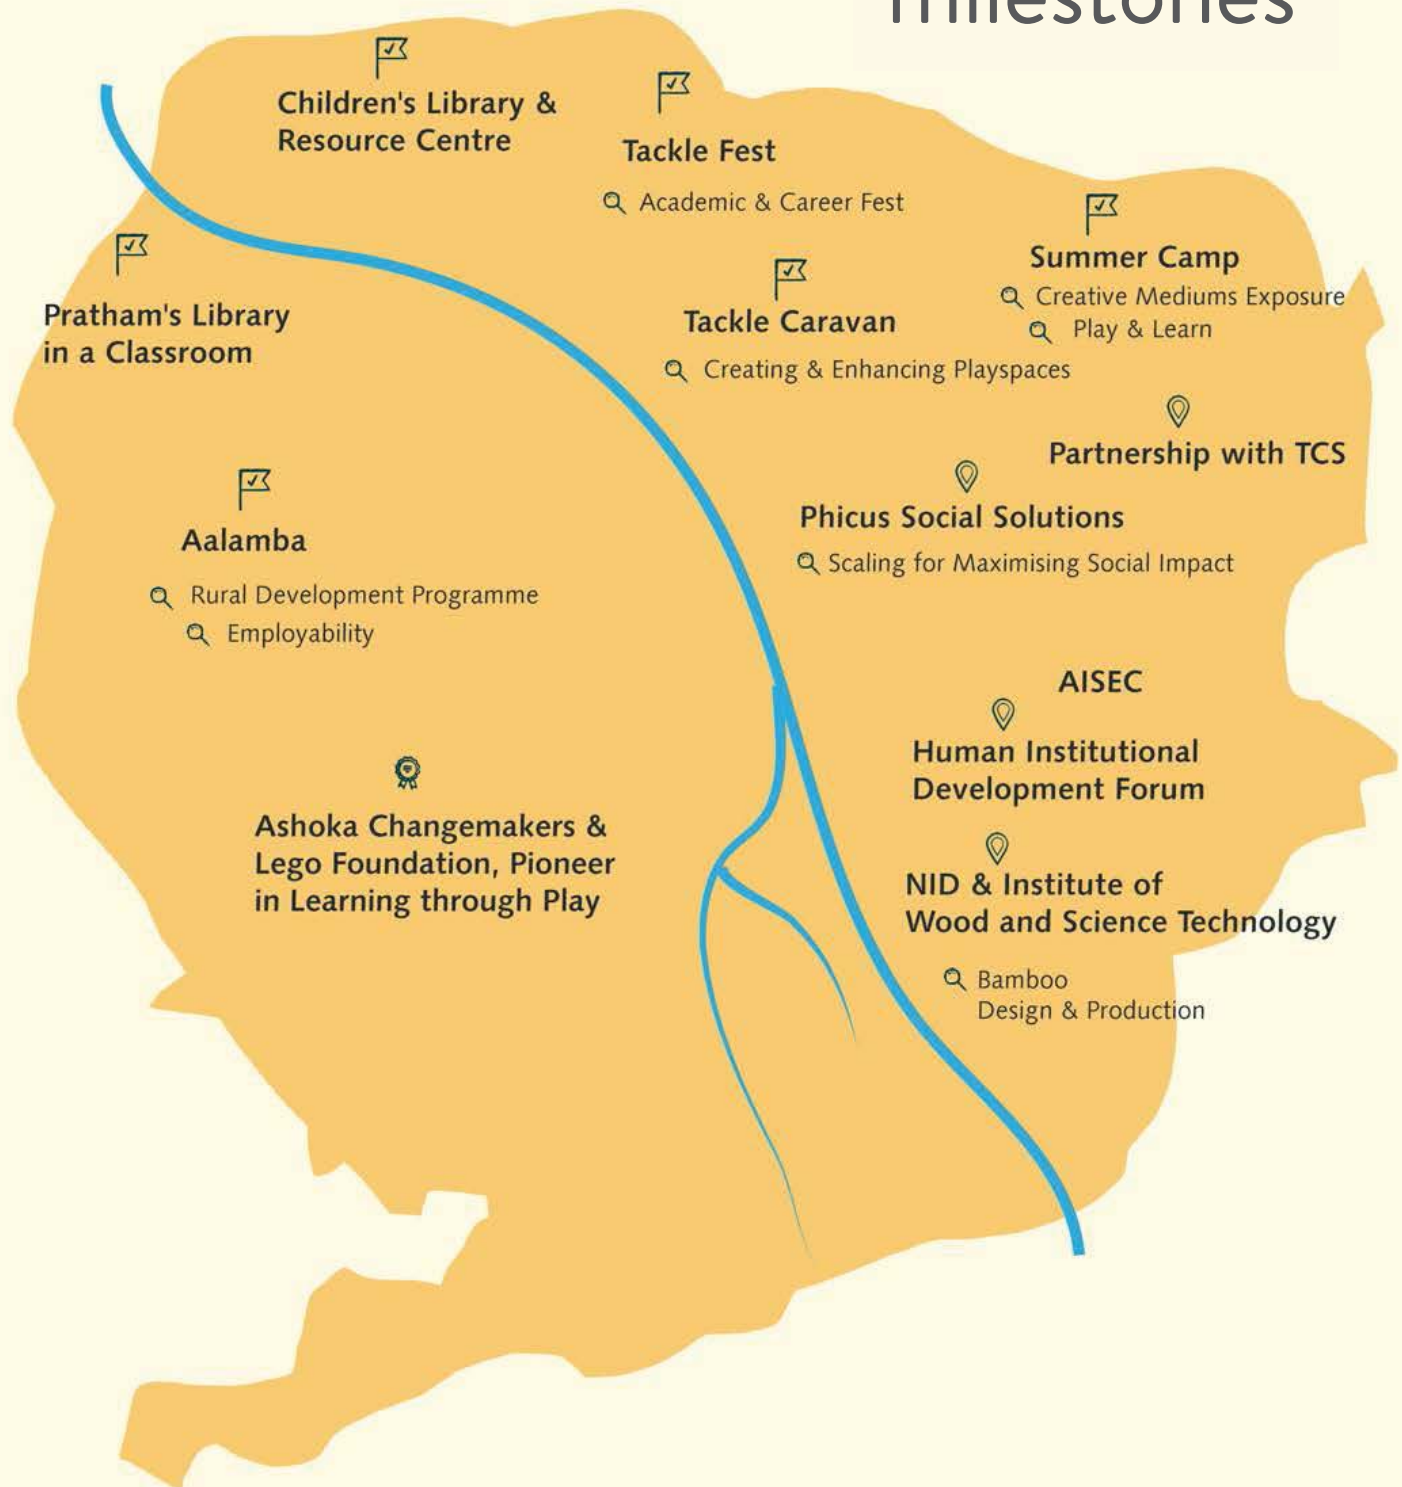 milestones
Children's Library &
Resource Centre
Tackle Fest
Academic & Career Fest
Summer Camp
Creative Mediums Exposure
Play & Learn
Pratham's Library
in a Classroom
Tackle Caravan
Creating & Enhancing Playspaces
Partnership with TCS
Phicus Social Solutions
Scaling for Maximising Social Impact
Aalamba
Rural Development Programme
Employability
AISEC
Human Institutional
Development Forum
Ashoka Changemakers &
Lego Foundation, Pioneer
in Learning through Play
NID & Institute of
Wood and Science Technology
Bamboo
Design & Production